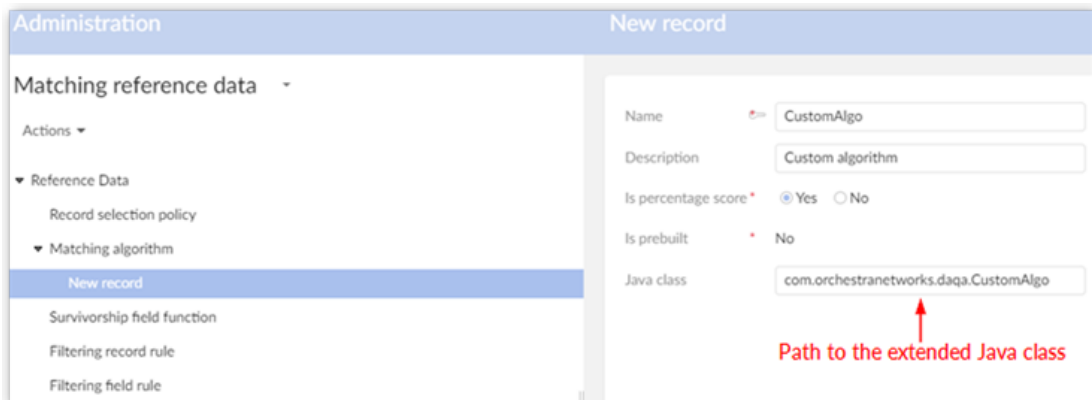 Administration
New record
Matching reference data
Actions
Reference Data
Record selection policy
Matching algorithm
New record
Survivorship field function
Filtering record rule
Filtering field rule
Name CustomAlgo
Description Custom algorithm
Is percentage score * Yes No
Is prebuilt * No
Java class com.orchestranetworks.daqa.CustomAlgo
Path to the extended Java class